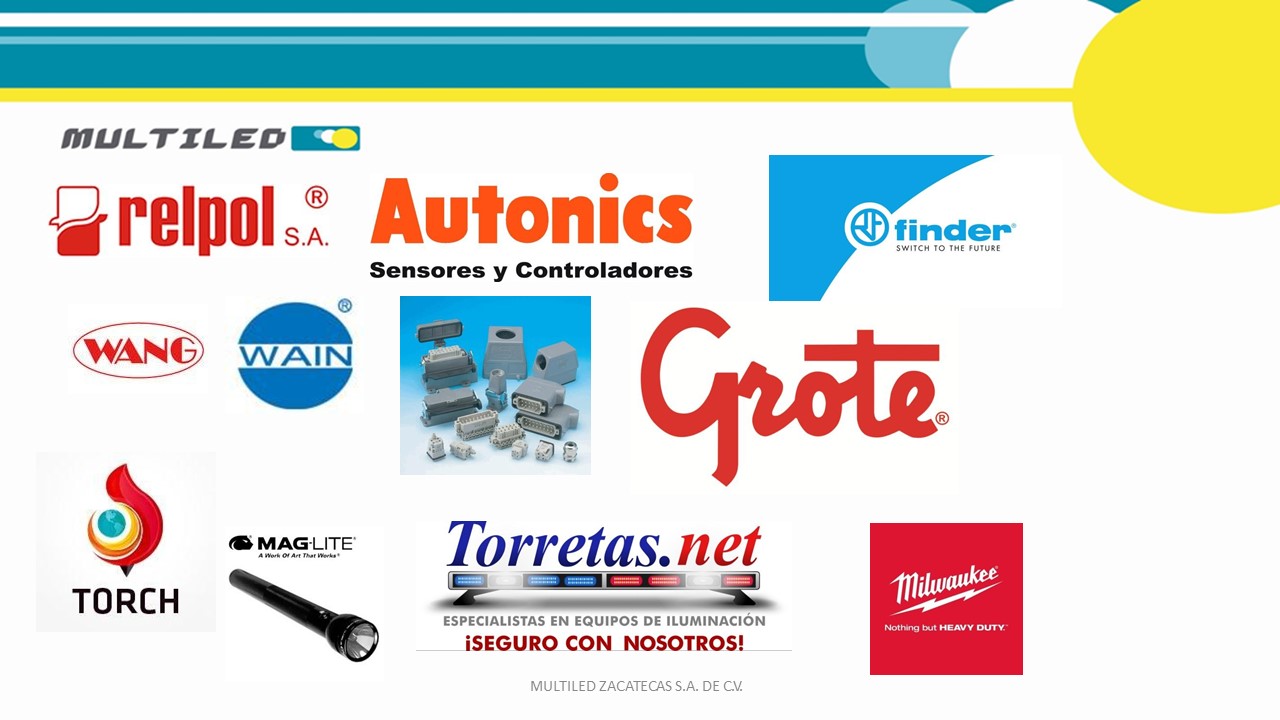 MULTILED
relpol ® S.A.
Autonics
Sensores y Controladores
finder®
SWITCH TO THE FUTURE
WANG
WAIN ®
Grote®
TORCH
MAG-LITE®
A Work Of Art That Works®
Torretas.net
ESPECIALISTAS EN EQUIPOS DE ILUMINACIÓN
¡SEGURO CON NOSOTROS!
Milwaukee®
Nothing but HEAVY DUTY.™
MULTILED ZACATECAS S.A. DE C.V.